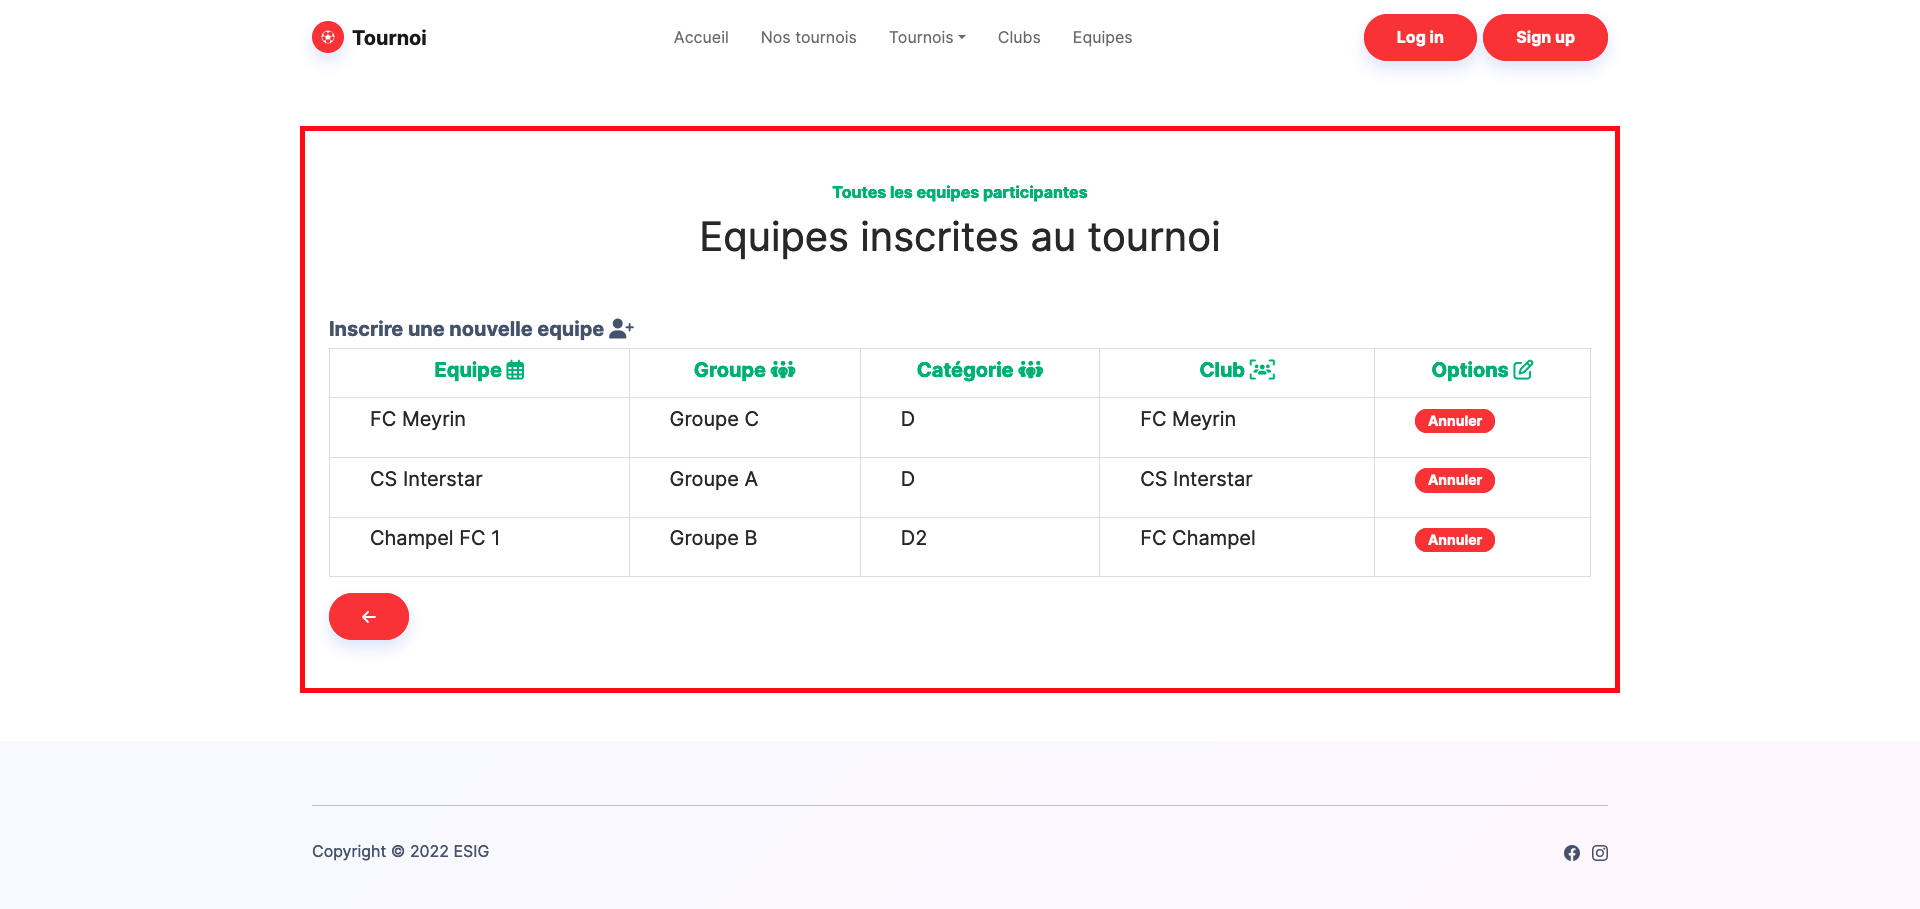 Tournoi Accueil Nos tournois Tournois Clubs Equipes Log in Sign up
Toutes les equipes participantes
Equipes inscrites au tournoi
Inscrire une nouvelle equipe
Equipe Groupe Catégorie Club Options
FC Meyrin Groupe C D FC Meyrin Annuler
CS Interstar Groupe A D CS Interstar Annuler
Champel FC 1 Groupe B D2 FC Champel Annuler
Copyright © 2022 ESIG